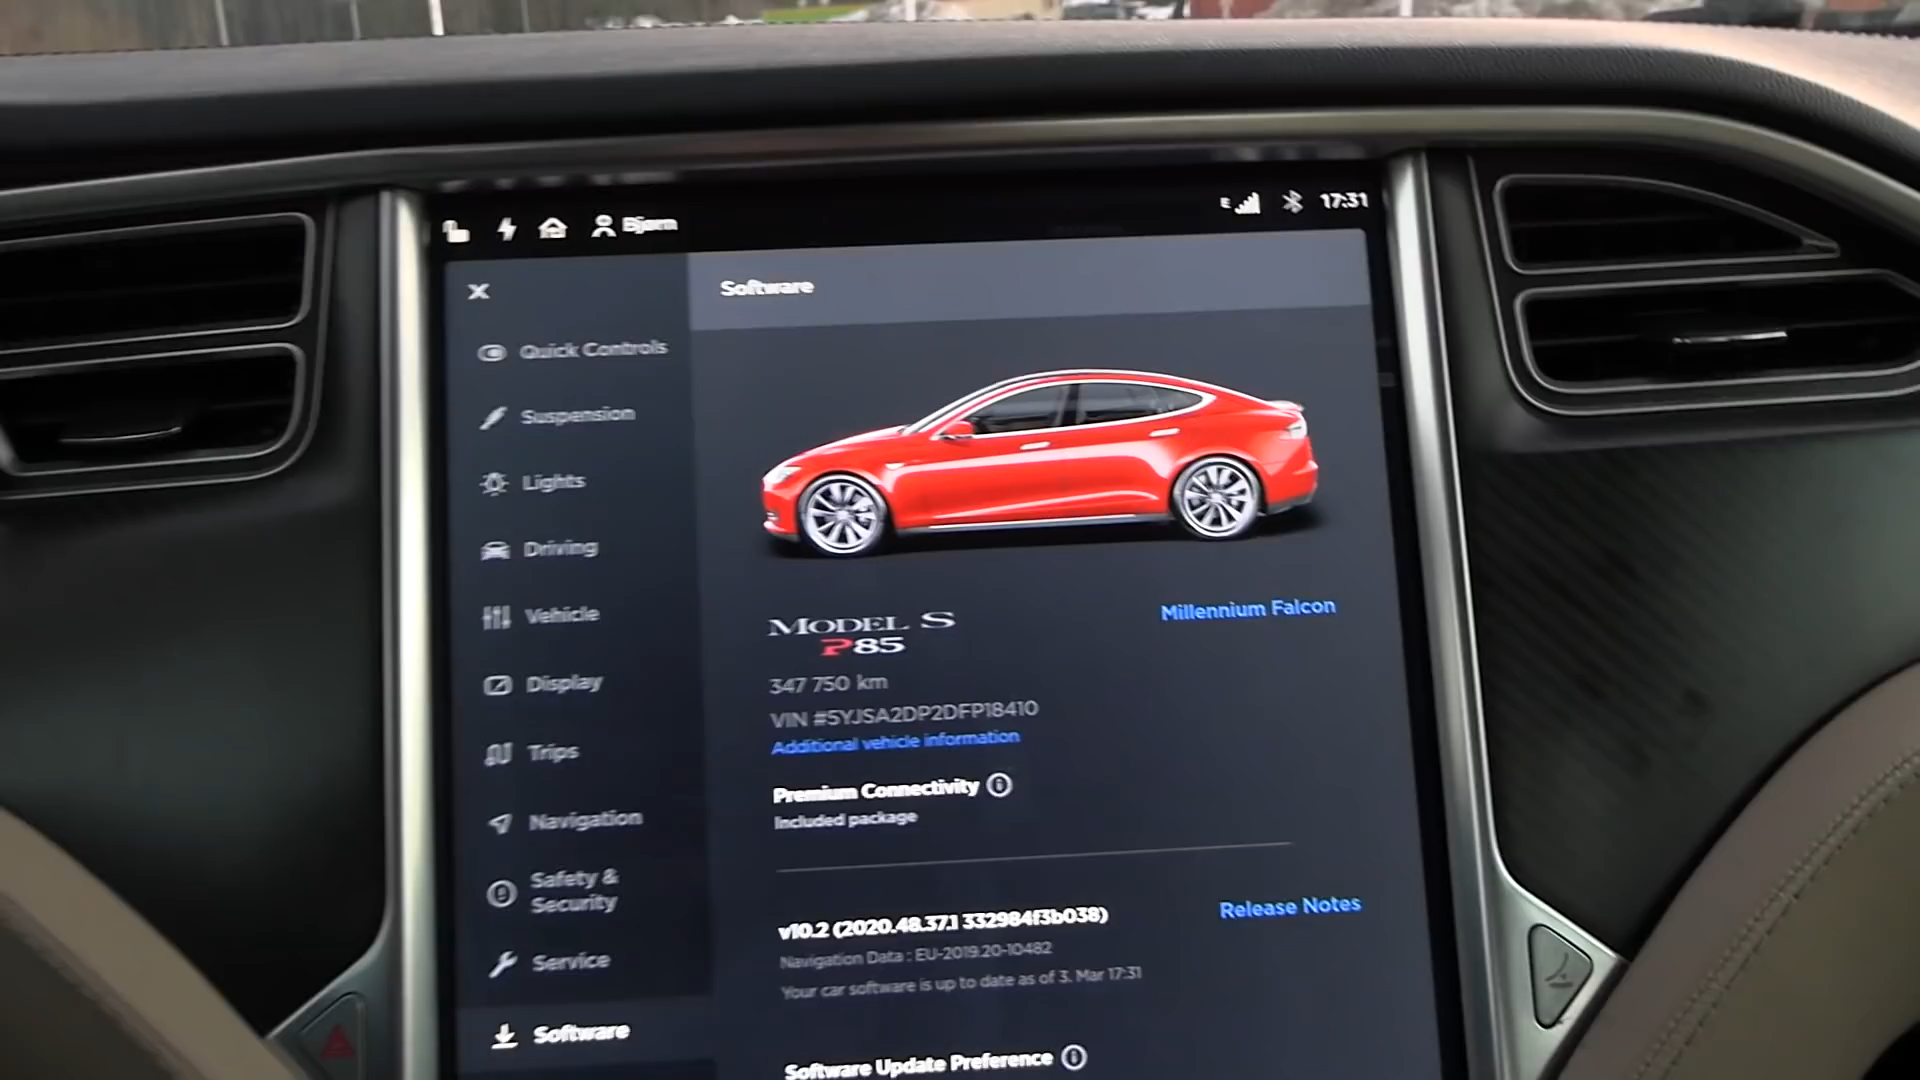 Bjørn
E
17:31
Software
Quick Controls
Suspension
Lights
Driving
Vehicle
Display
Trips
Navigation
Safety &
Security
Service
Software
MODEL S
P85
Millennium Falcon
347 750 km
VIN #5YJSA2DP2DFP18410
Additional vehicle information
Premium Connectivity
Included package
v10.2 (2020.48.37.1 332984f3b038)
Release Notes
Navigation Data : EU-2019.20-10482
Your car software is up to date as of 3. Mar 17:31
Software Update Preference